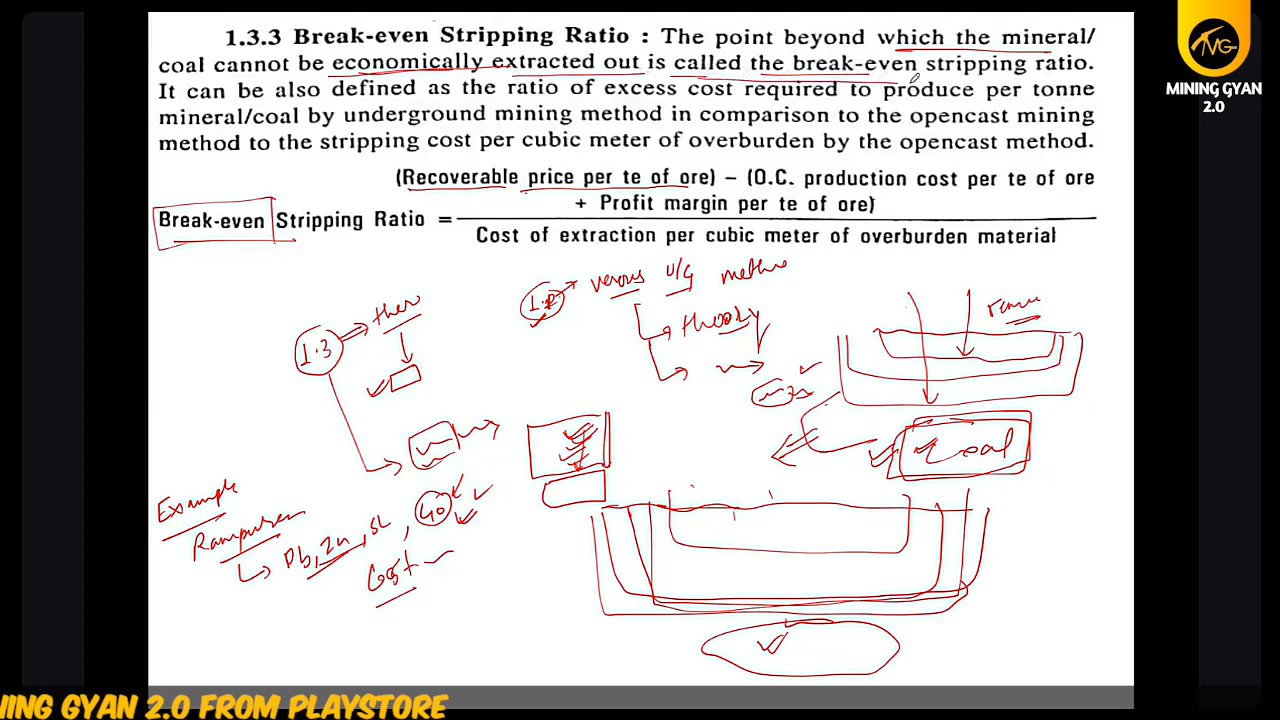 1.3.3 Break-even Stripping Ratio : The point beyond which the mineral/
coal cannot be economically extracted out is called the break-even stripping ratio.
It can be also defined as the ratio of excess cost required to produce per tonne
mineral/coal by underground mining method in comparison to the opencast mining
method to the stripping cost per cubic meter of overburden by the opencast method.
(Recoverable price per te of ore) – (O.C. production cost per te of ore
+ Profit margin per te of ore)
Break-even Stripping Ratio =
Cost of extraction per cubic meter of overburden material
MINING GYAN
2.0
U/G
theory
1.3
Coal
Example
Pb, Zn
Cost
NING GYAN 2.0 FROM PLAYSTORE